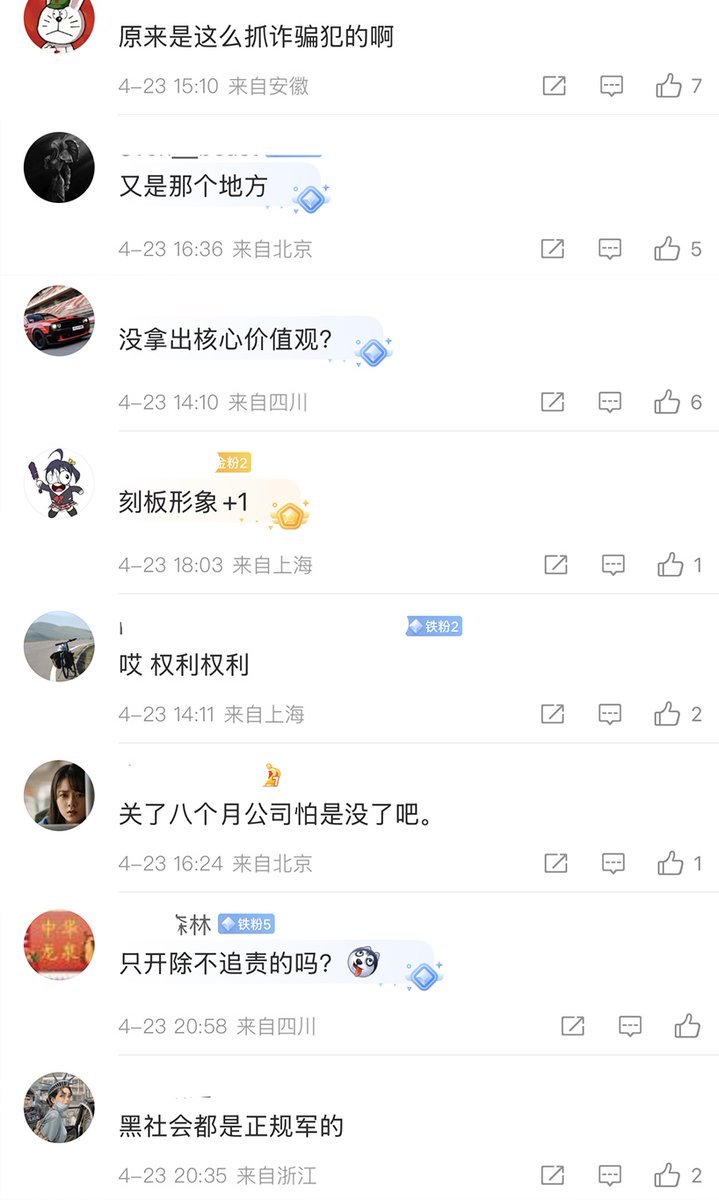 原来是这么抓诈骗犯的啊
4-23 15:10 来自安徽
7
又是那个地方
4-23 16:36 来自北京
5
没拿出核心价值观?
4-23 14:10 来自四川
6
金粉2
刻板形象+1
4-23 18:03 来自上海
1
铁粉2
哎 权利权利
4-23 14:11 来自上海
2
关了八个月公司怕是没了吧。
4-23 16:24 来自北京
1
林 铁粉5
中华
龙泉
只开除不追责的吗?
4-23 20:58 来自四川
黑社会都是正规军的
4-23 20:35 来自浙江
2